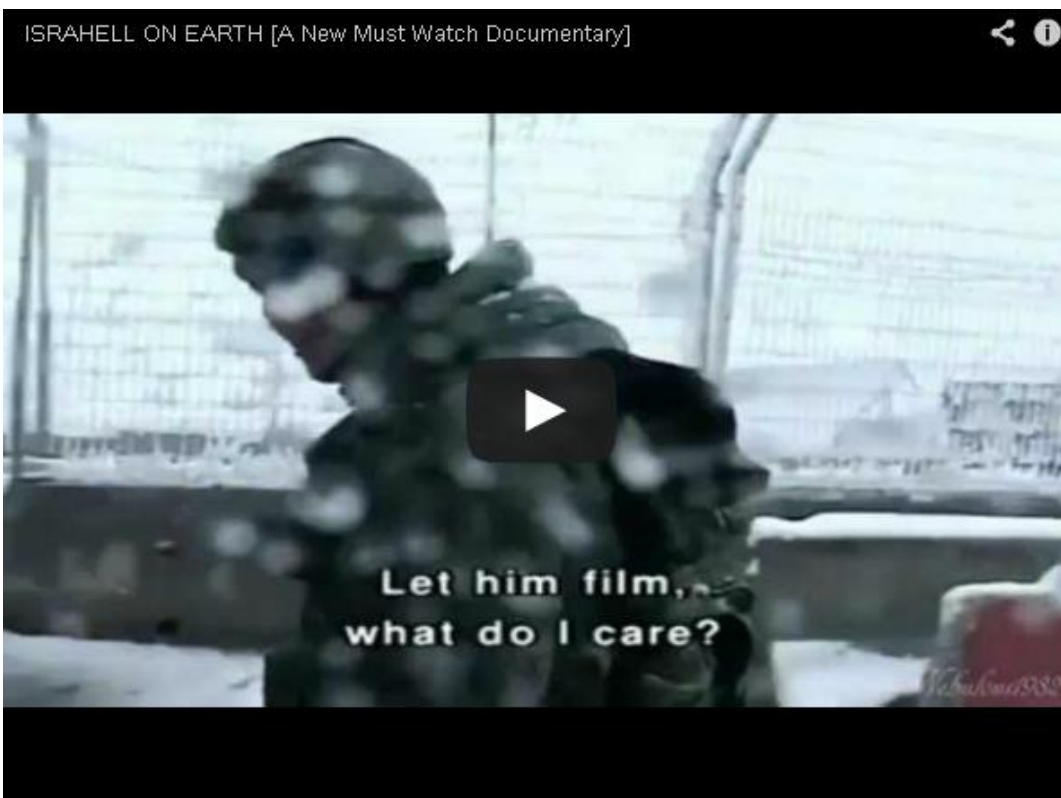 ISRAHELL ON EARTH [A New Must Watch Documentary]
Let him film,
what do I care?